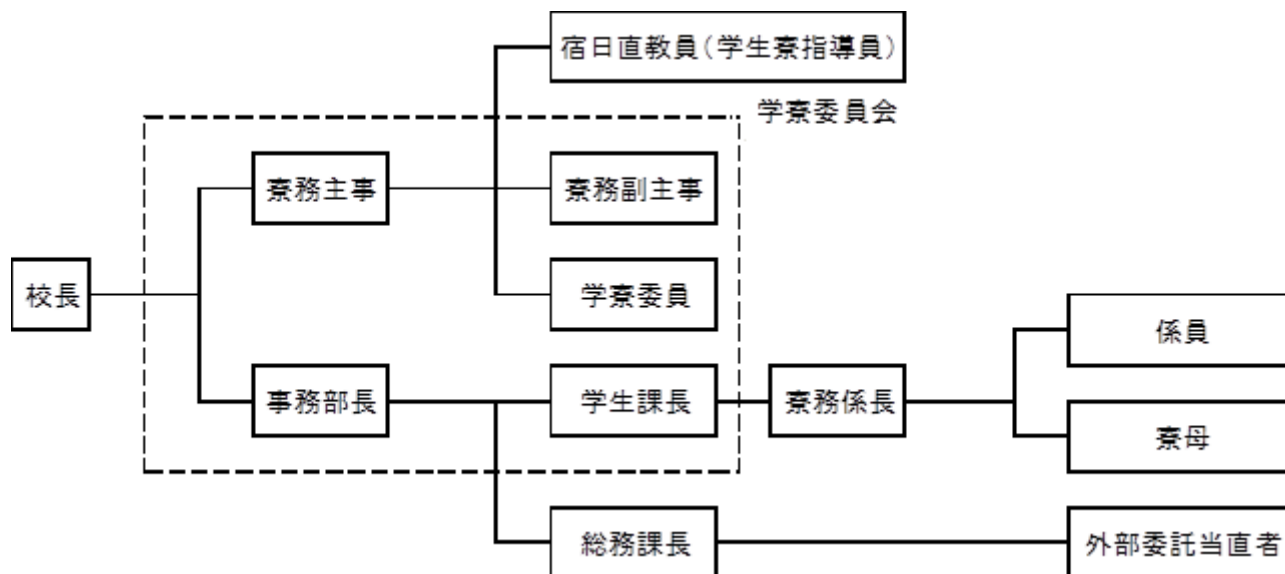 宿日直教員(学生寮指導員)
学寮委員会
寮務主事
寮務副主事
校長
学寮委員
係員
事務部長
学生課長
寮務係長
寮母
総務課長
外部委託当直者